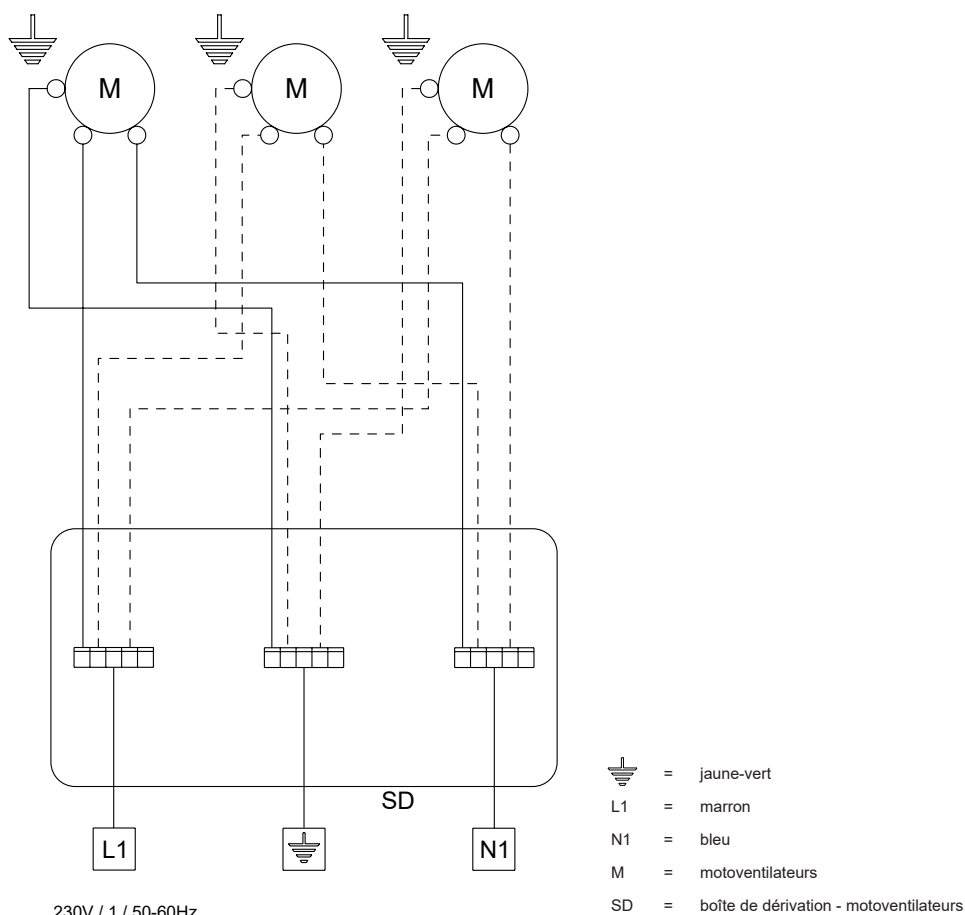 M M M
SD
L1 N1
230V / 1 / 50-60Hz
= jaune-vert
L1 = marron
N1 = bleu
M = motoventilateurs
SD = boîte de dérivation - motoventilateurs